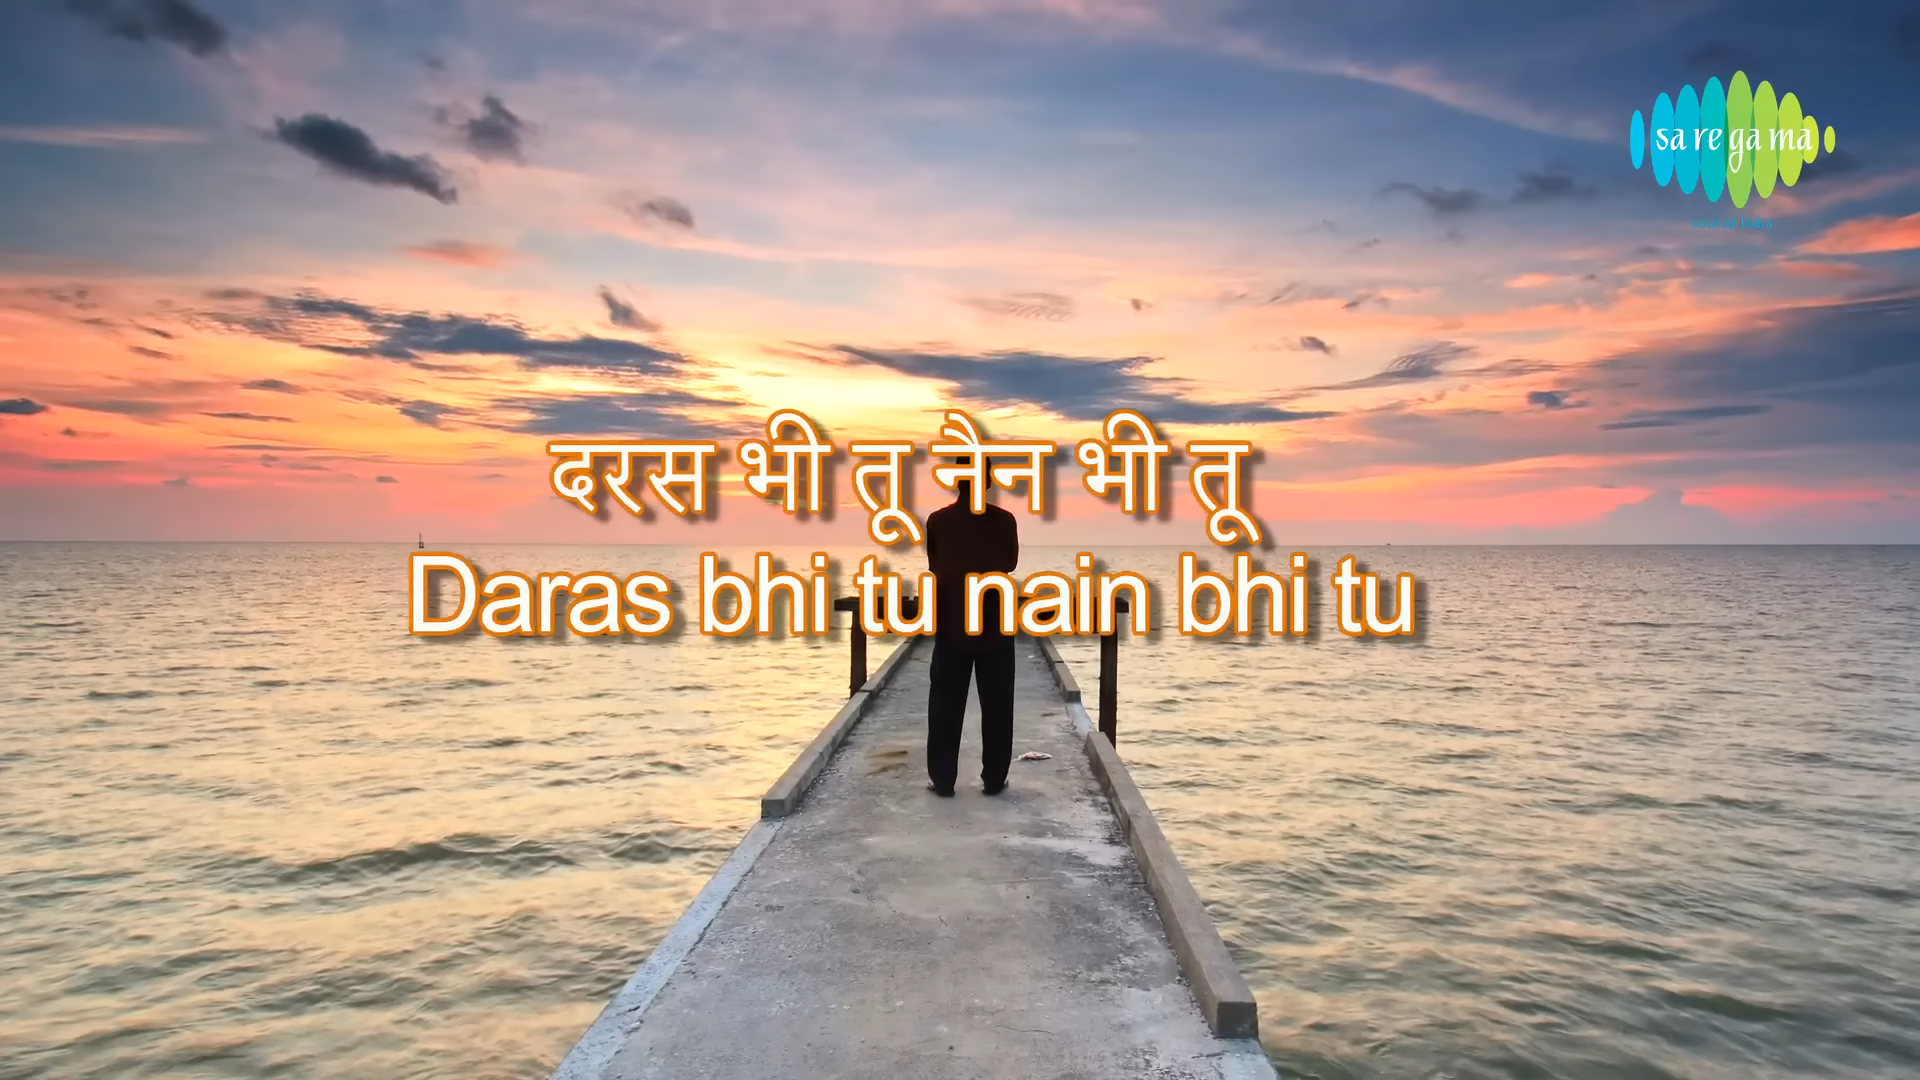 sa re ga ma
दरस भी तू नैन भी तू
Daras bhi tu nain bhi tu